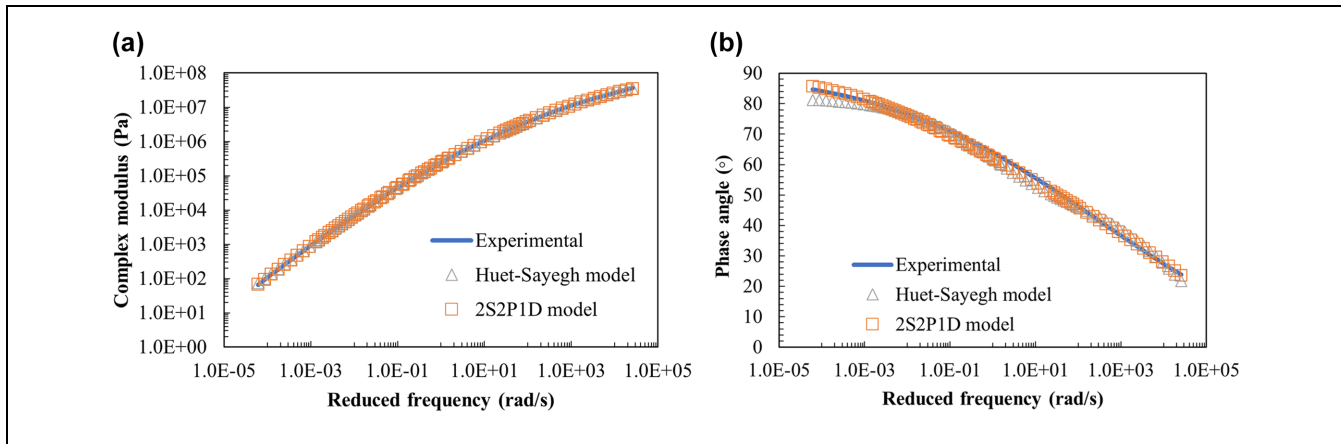 (a)
Complex modulus (Pa)
1.0E+08
1.0E+07
1.0E+06
1.0E+05
1.0E+04
1.0E+03
1.0E+02
1.0E+01
1.0E+00
Experimental
Huet-Sayegh model
2S2P1D model
1.0E-05 1.0E-03 1.0E-01 1.0E+01 1.0E+03 1.0E+05
Reduced frequency (rad/s)
(b)
Phase angle (○)
90
80
70
60
50
40
30
20
10
0
Experimental
Huet-Sayegh model
2S2P1D model
1.0E-05 1.0E-03 1.0E-01 1.0E+01 1.0E+03 1.0E+05
Reduced frequency (rad/s)